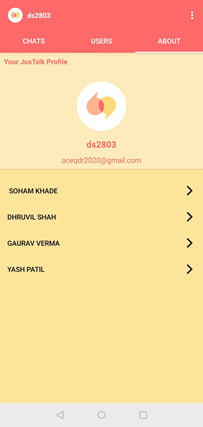 ds2803
CHATS
USERS
ABOUT
Your JusTalk Profile
ds2803
aceqdr2020@gmail.com
SOHAM KHADE
DHRUVIL SHAH
GAURAV VERMA
YASH PATIL